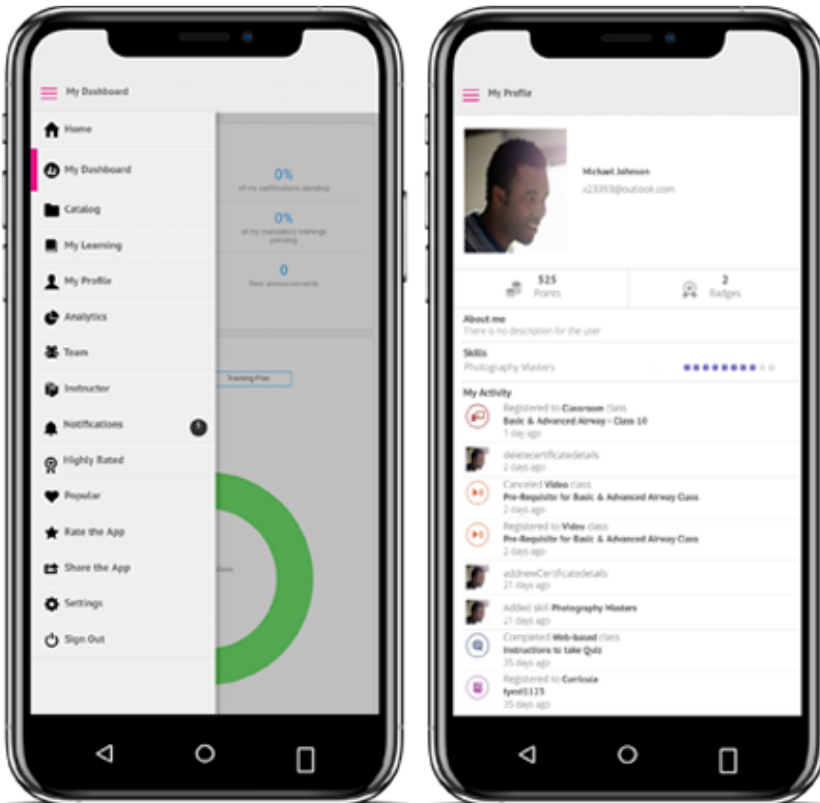 My Dashboard
Home
My Dashboard
Catalog
My Learning
My Profile
Analytics
Team
Instructor
Notifications
Highly Rated
Popular
Rate the App
Share the App
Settings
Sign Out
0%
of my certifications pending
0%
of my mandatory trainings
pending
0
New announcements
Training Plan
My Profile
Michael Johnson
@outlook.com
525
Points
2
Badges
About me
There is no description for the user
Skills
Photography Masters
My Activity
Registered to Classroom class
Basic & Advanced Airway - Class 10
1 day ago
deletecertificatedetails
2 days ago
Canceled Video class
Pre-Requisite for Basic & Advanced Airway Class
2 days ago
Registered to Video class
Pre-Requisite for Basic & Advanced Airway Class
2 days ago
addnewCertificatedetails
21 days ago
Added skill Photography Masters
21 days ago
Completed Web-based class
Instructions to take Quiz
35 days ago
Registered to Curricula
35 days ago